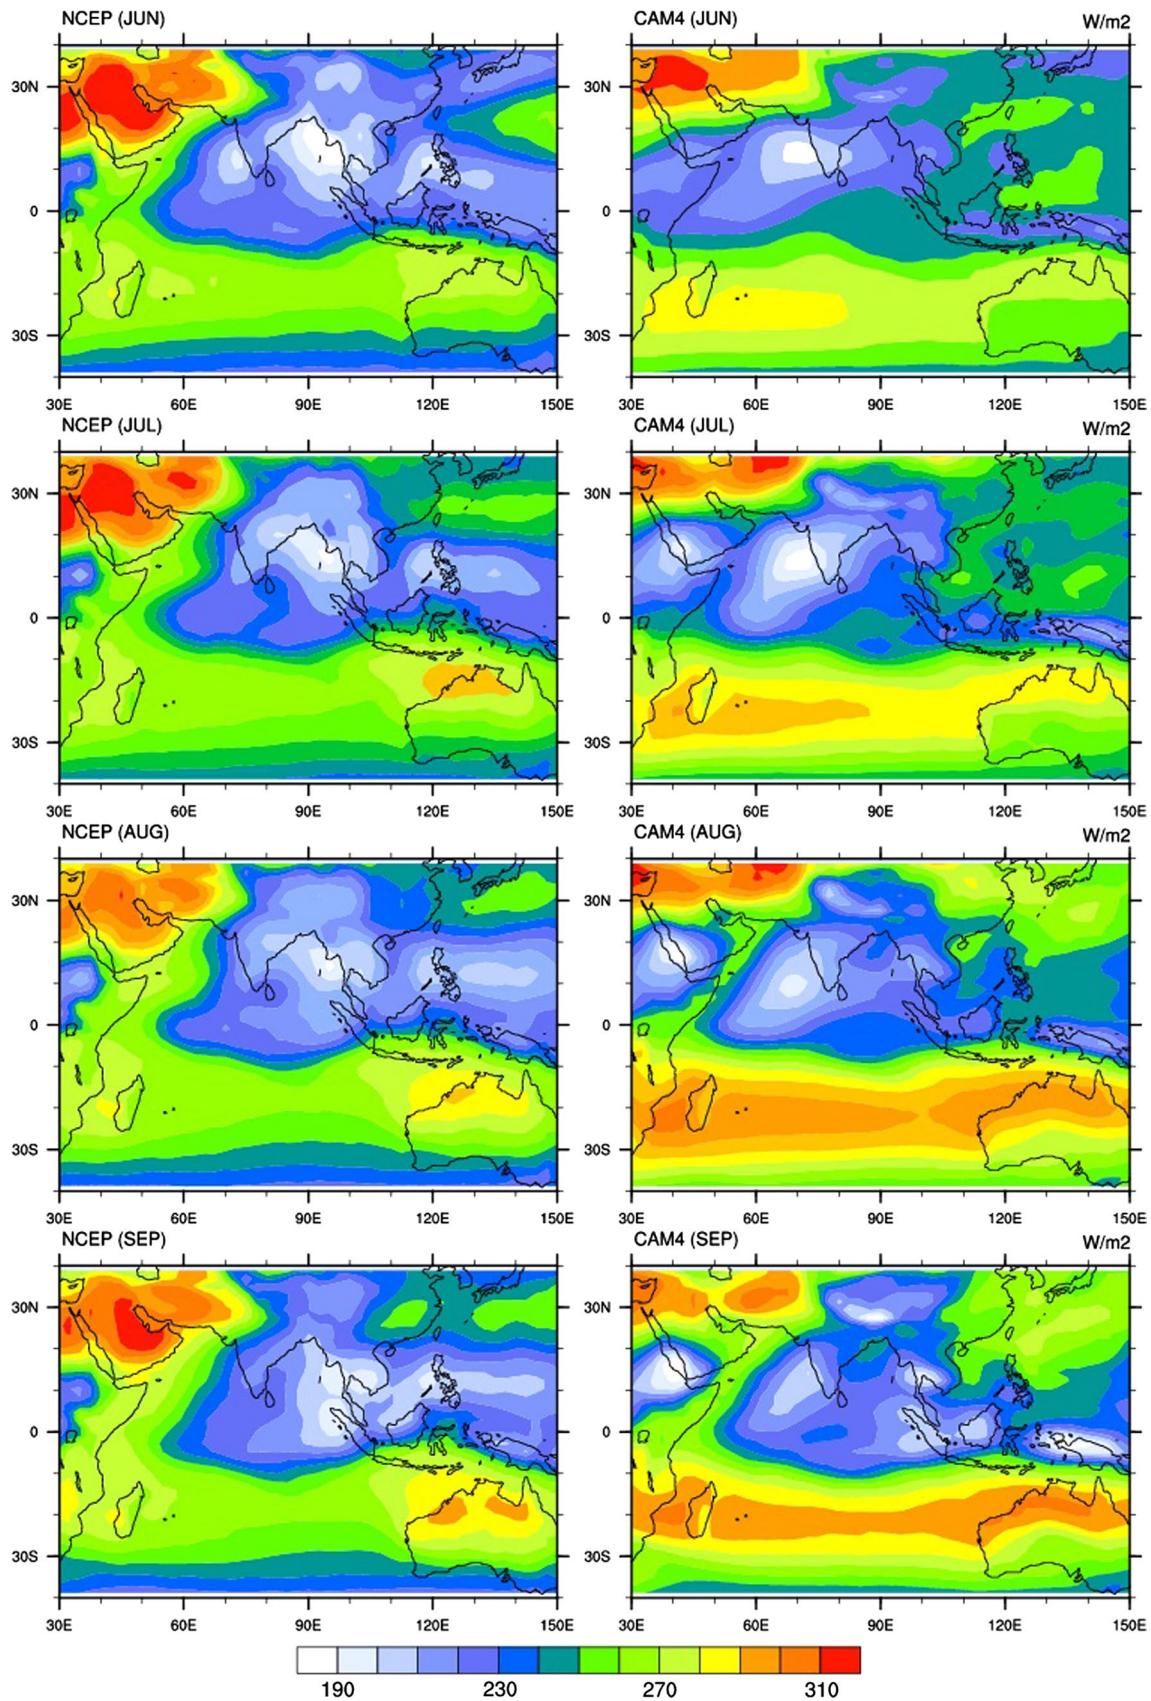 NCEP (JUN) CAM4 (JUN) W/m2
30N 30N
0 0
30S 30S
30E 60E 90E 120E 150E 30E 60E 90E 120E 150E
NCEP (JUL) CAM4 (JUL) W/m2
30N 30N
0 0
30S 30S
30E 60E 90E 120E 150E 30E 60E 90E 120E 150E
NCEP (AUG) CAM4 (AUG) W/m2
30N 30N
0 0
30S 30S
30E 60E 90E 120E 150E 30E 60E 90E 120E 150E
NCEP (SEP) CAM4 (SEP) W/m2
30N 30N
0 0
30S 30S
30E 60E 90E 120E 150E 30E 60E 90E 120E 150E
190 230 270 310